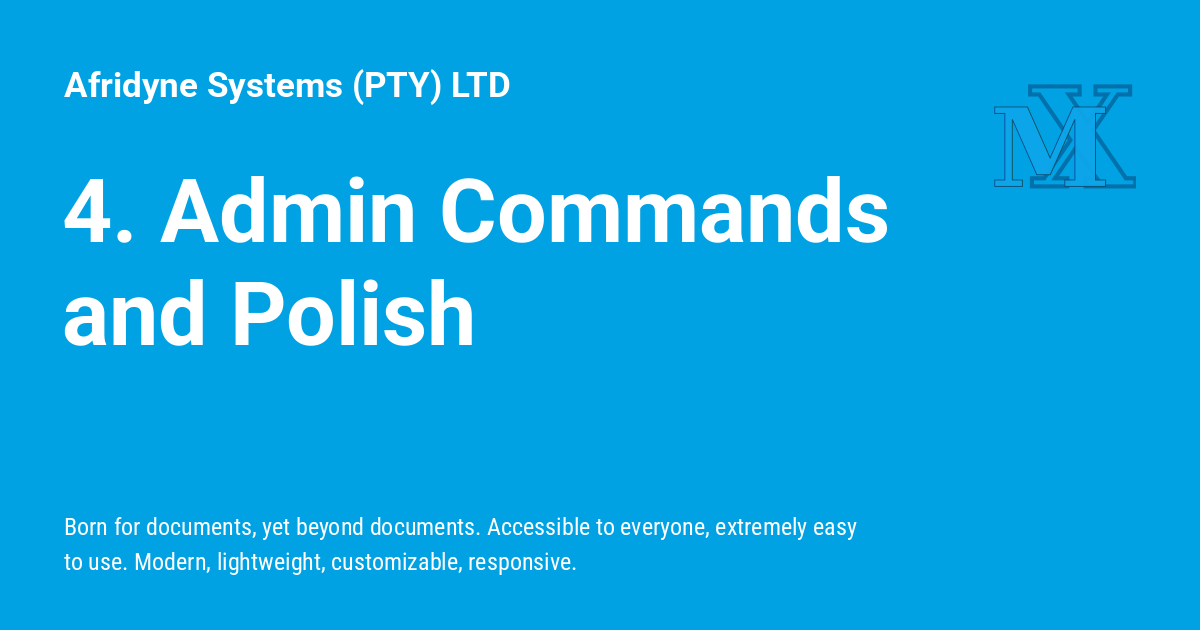 Afridyne Systems (PTY) LTD
MX
4. Admin Commands
and Polish
Born for documents, yet beyond documents. Accessible to everyone, extremely easy
to use. Modern, lightweight, customizable, responsive.